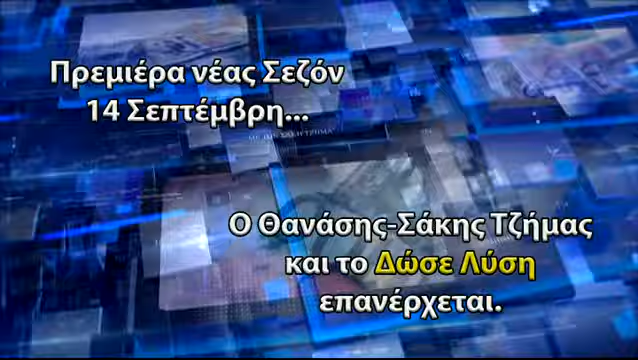 Πρεμιέρα νέας Σεζόν
14 Σεπτέμβρη...
Ο Θανάσης-Σάκης Τζήμας
και το Δώσε Λύση
επανέρχεται.